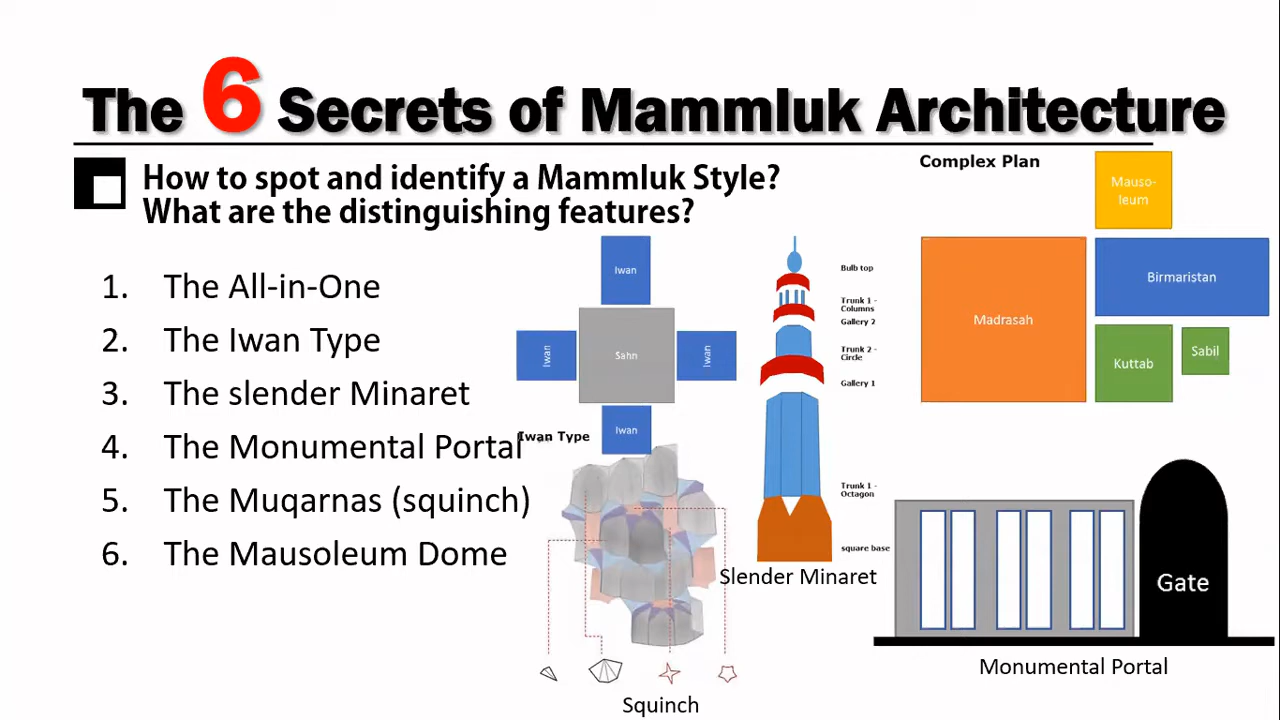 The 6 Secrets of Mammluk Architecture
How to spot and identify a Mammluk Style?
What are the distinguishing features?
1. The All-in-One
2. The Iwan Type
3. The slender Minaret
4. The Monumental Portal
5. The Muqarnas (squinch)
6. The Mausoleum Dome
Iwan
Iwan
Sahn
Iwan
Iwan
Iwan Type
Squinch
Bulb top
Trunk 1 -
Columns
Gallery 2
Trunk 2 -
Circle
Gallery 1
Trunk 1 -
Octagon
square base
Slender Minaret
Complex Plan
Mauso-
leum
Madrasah
Birmaristan
Kuttab
Sabil
Gate
Monumental Portal